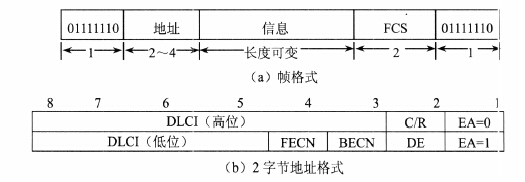 01111110 地址 信息 FCS 01111110
1 2～4 长度可变 2 1
(a) 帧格式
8 7 6 5 4 3 2 1
DLCI（高位） C/R EA=0
DLCI（低位） FECN BECN DE EA=1
(b) 2字节地址格式